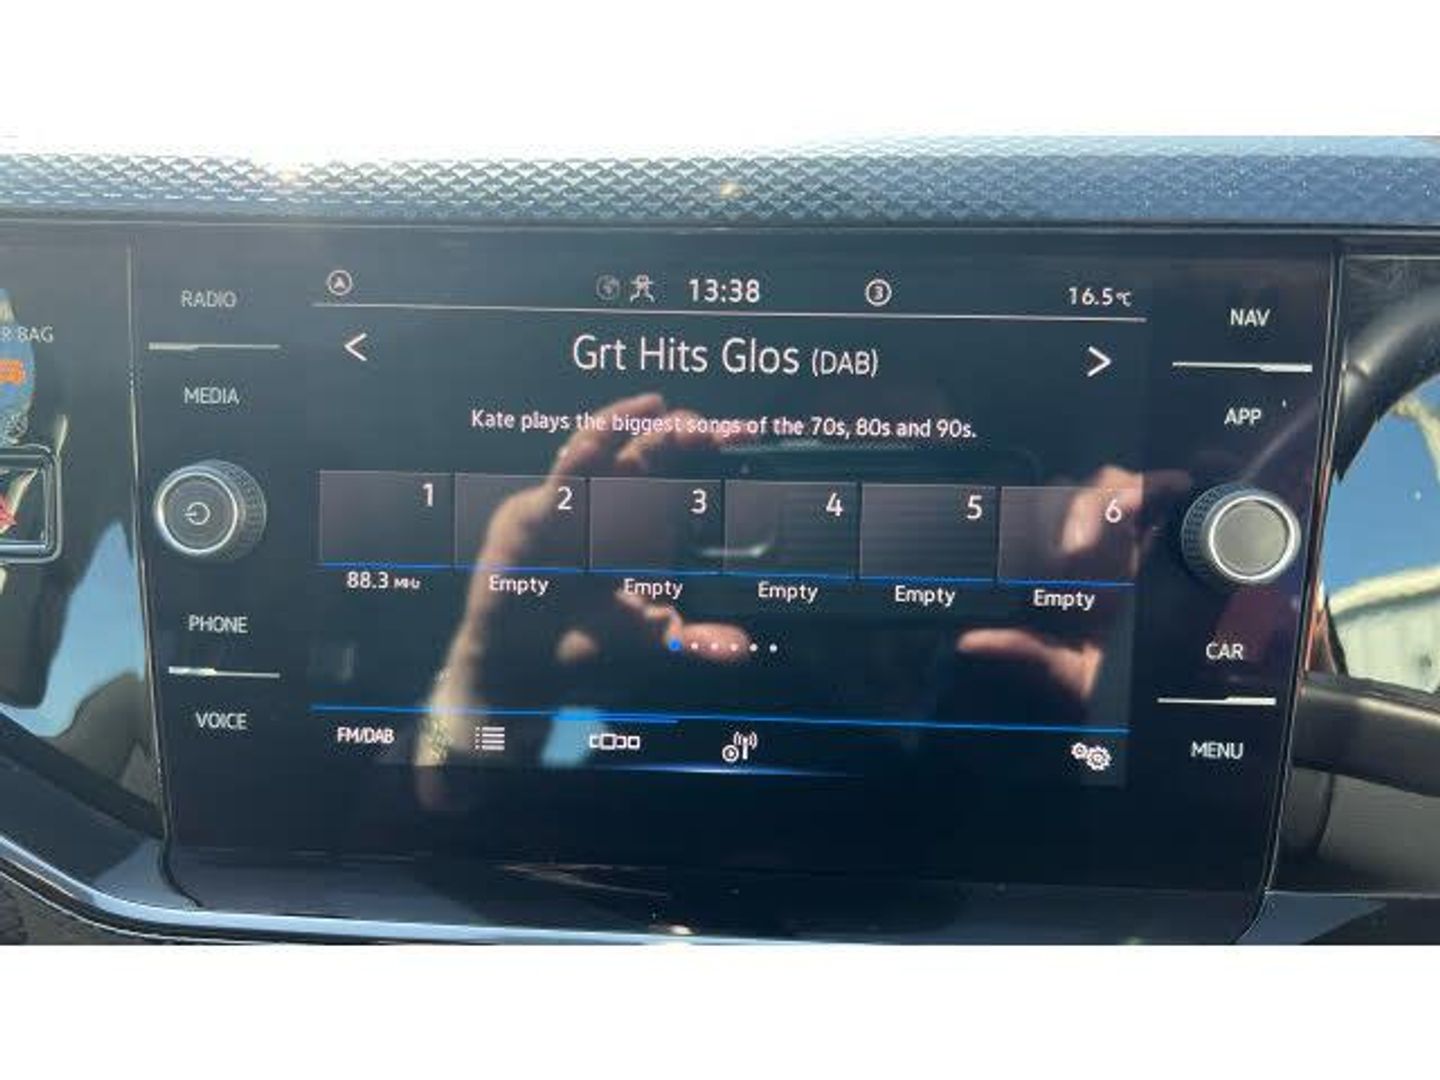 RADIO
MEDIA
PHONE
VOICE
R BAG
A
13:38
3
16.5°C
Grt Hits Glos (DAB)
Kate plays the biggest songs of the 70s, 80s and 90s.
1 2 3 4 5 6
88.3 MHz Empty Empty Empty Empty Empty
FM/DAB
NAV
APP
CAR
MENU